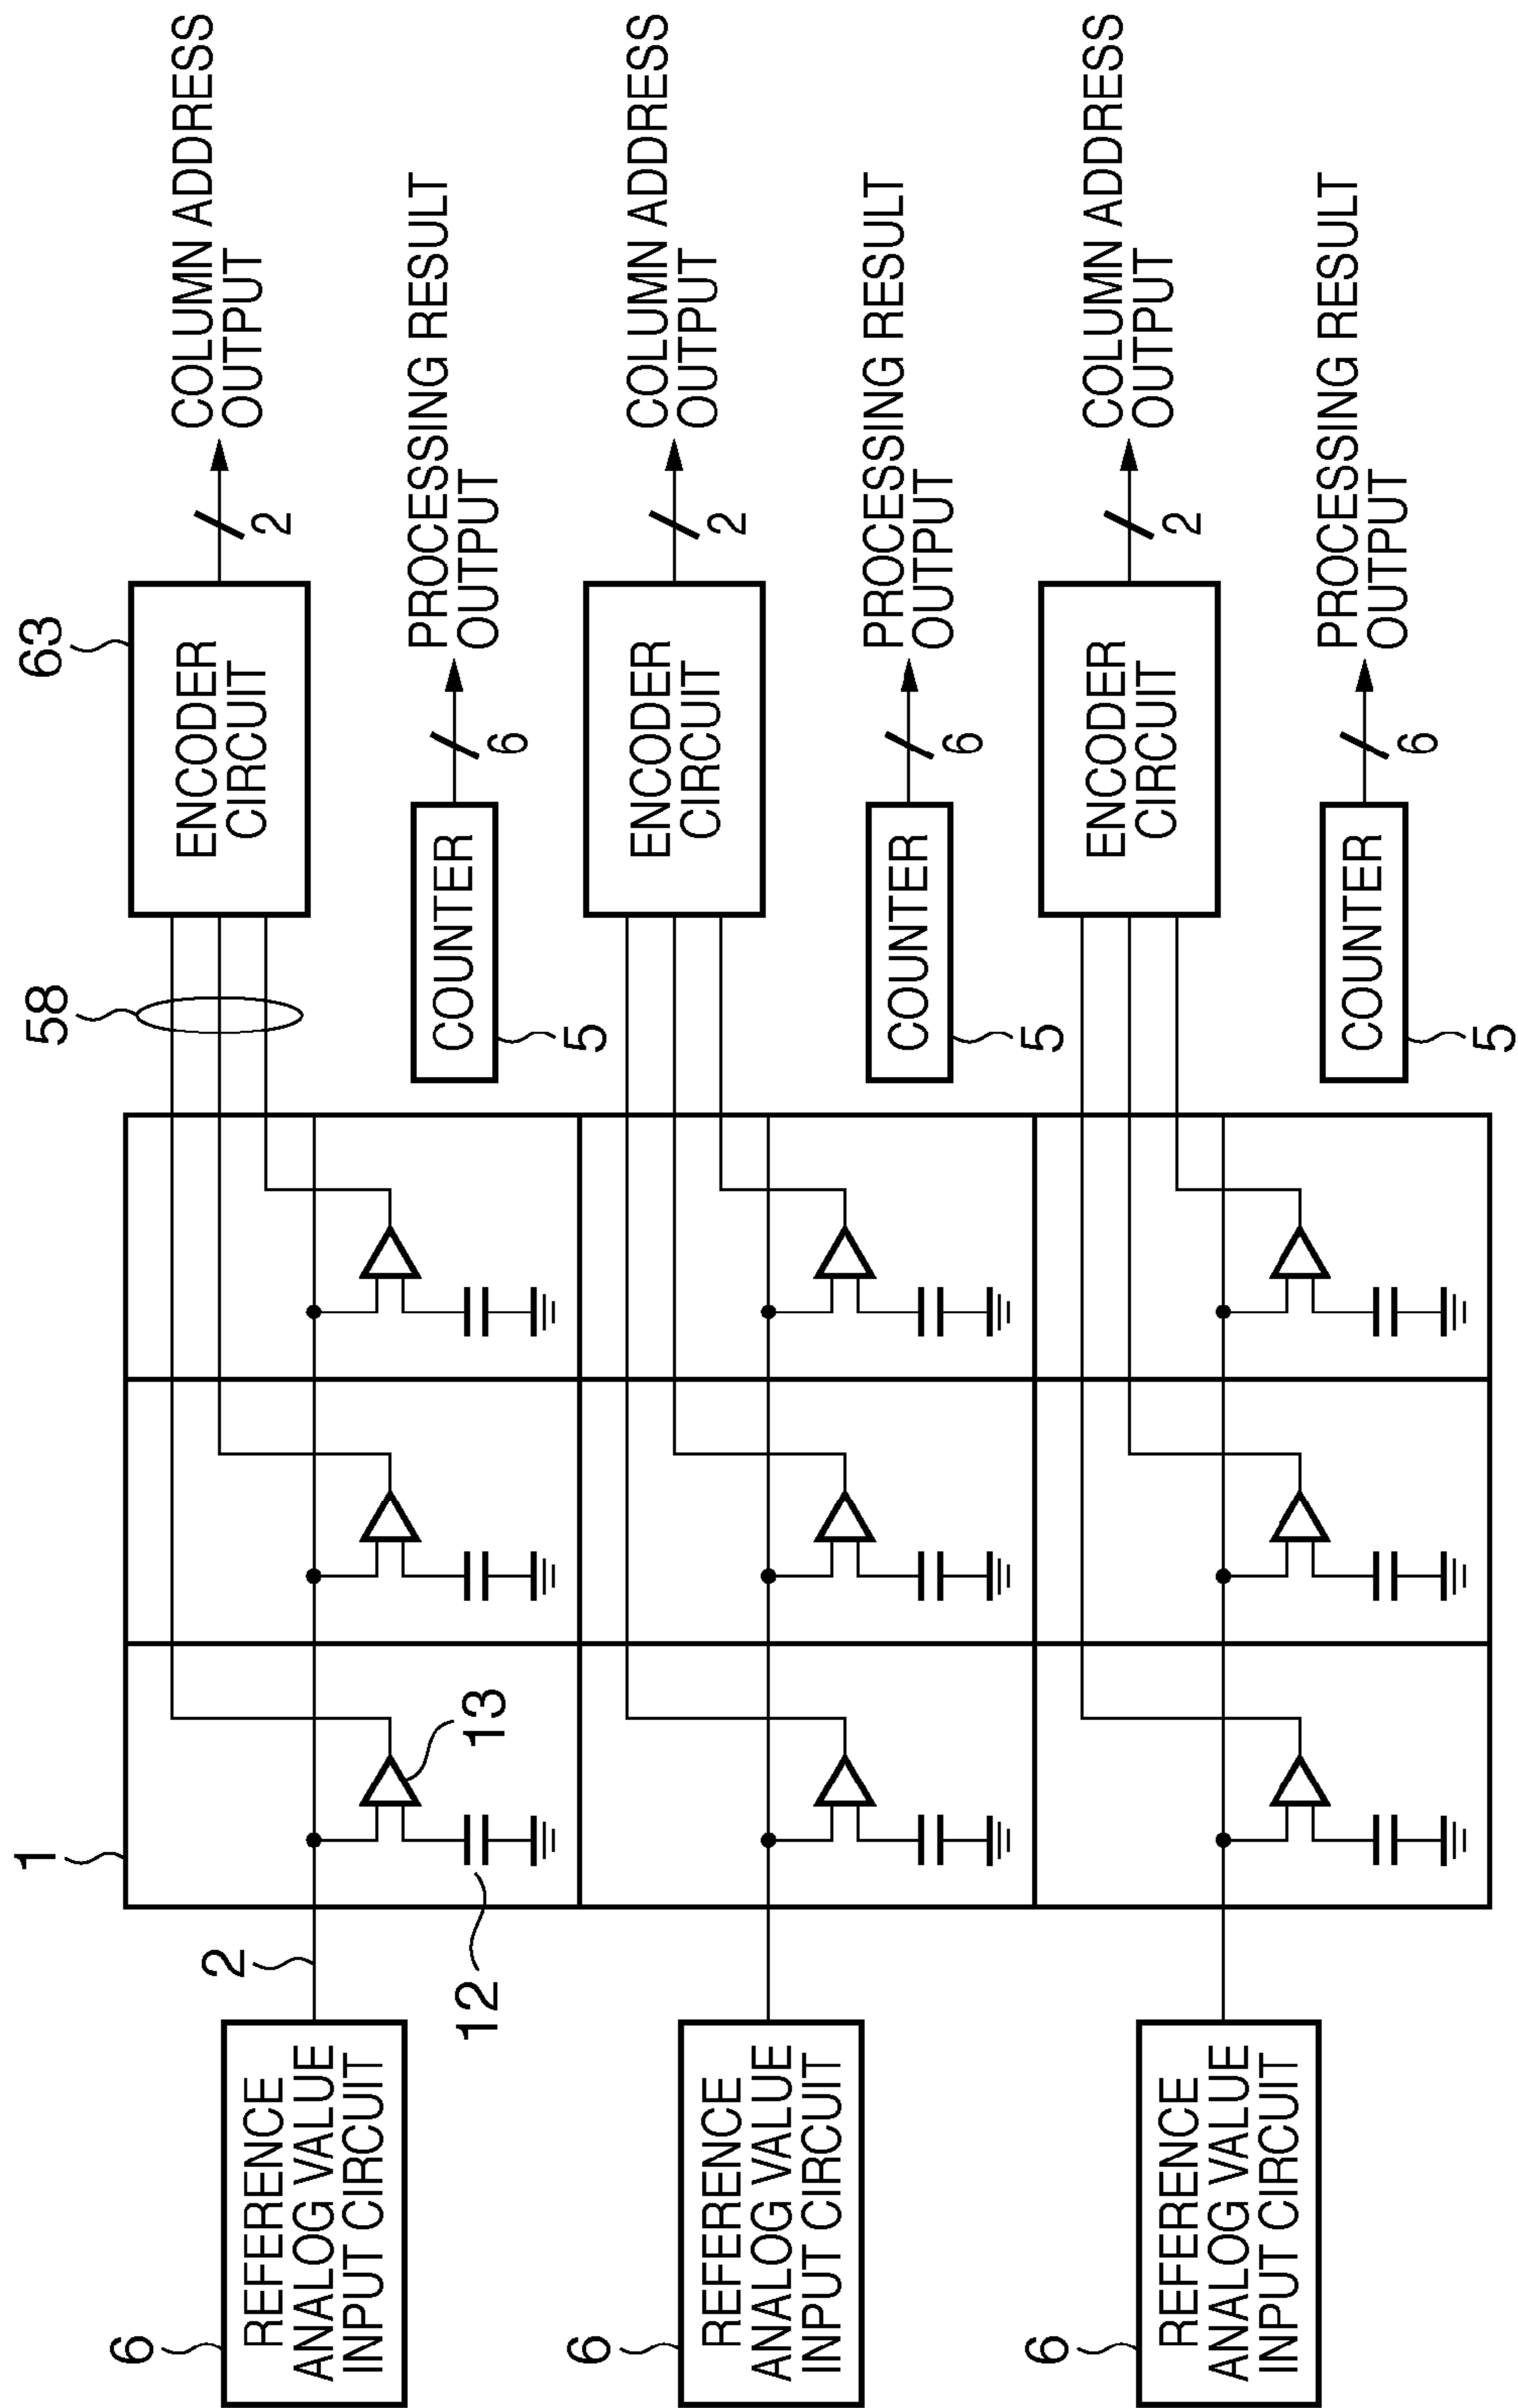 63
58
1
2
6
REFERENCE
ANALOG VALUE
INPUT CIRCUIT
12
13
ENCODER
CIRCUIT
2
COLUMN ADDRESS
OUTPUT
COUNTER
5
6
PROCESSING RESULT
OUTPUT
6
REFERENCE
ANALOG VALUE
INPUT CIRCUIT
ENCODER
CIRCUIT
2
COLUMN ADDRESS
OUTPUT
COUNTER
5
6
PROCESSING RESULT
OUTPUT
6
REFERENCE
ANALOG VALUE
INPUT CIRCUIT
ENCODER
CIRCUIT
2
COLUMN ADDRESS
OUTPUT
COUNTER
5
6
PROCESSING RESULT
OUTPUT